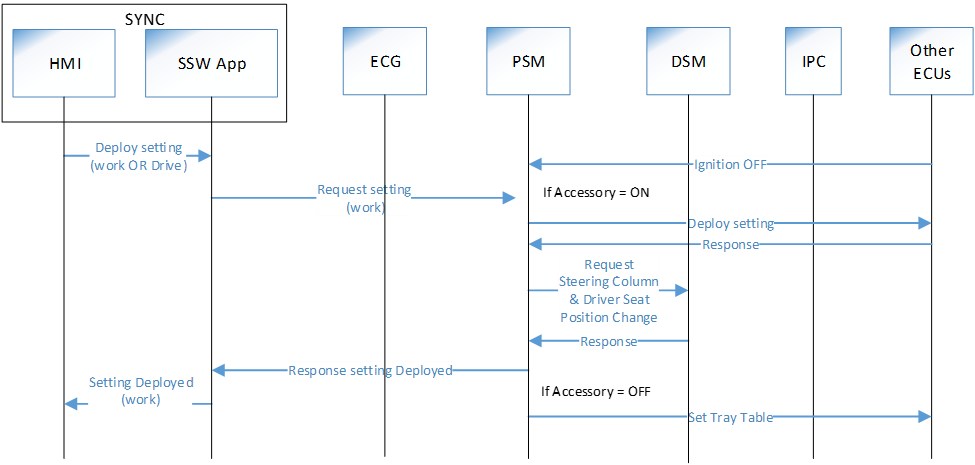 SYNC
HMI
SSW App
ECG
PSM
DSM
IPC
Other
ECUs
Deploy setting
(work OR Drive)
Ignition OFF
Request setting
(work)
If Accessory = ON
Deploy setting
Response
Request
Steering Column
& Driver Seat
Position Change
Response
Response setting Deployed
Setting Deployed
(work)
If Accessory = OFF
Set Tray Table